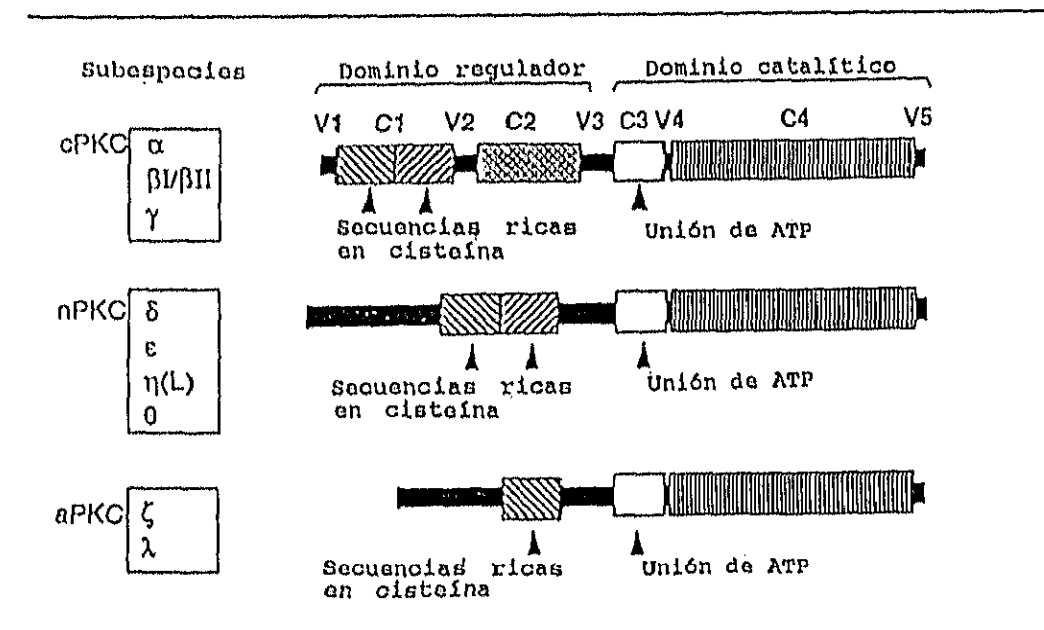 Subespecies
Dominio regulador
Dominio catalítico
V1 C1 V2 C2 V3 C3 V4 C4 V5
cPKC
α
βI/βII
γ
Secuencias ricas
en cisteína
Unión de ATP
nPKC
δ
ε
η(L)
θ
Secuencias ricas
en cisteína
Unión de ATP
aPKC
ζ
λ
Secuencias ricas
en cisteína
Unión de ATP